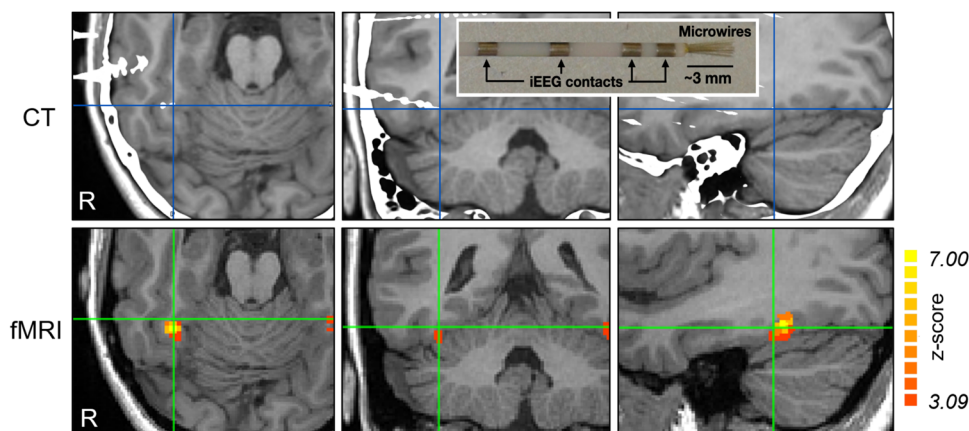 Microwires
iEEG contacts
~3 mm
CT
R
fMRI
R
7.00
z-score
3.09